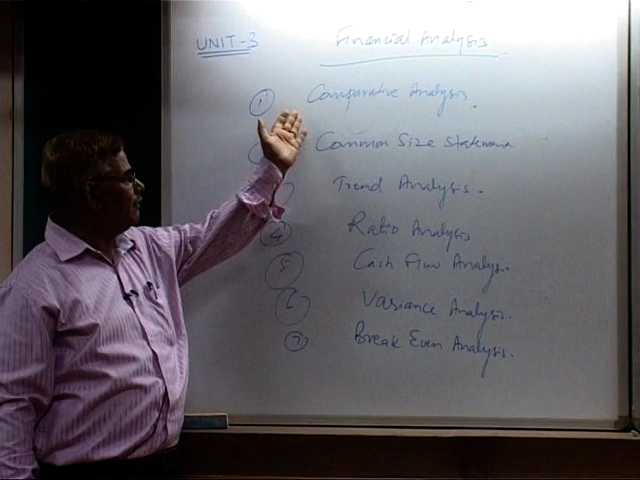 UNIT-3 Financial Analysis
1 Comparative Analysis.
Common Size Statement
Trend Analysis.
4 Ratio Analysis
5 Cash Flow Analysis.
6 Variance Analysis.
7 Break Even Analysis.